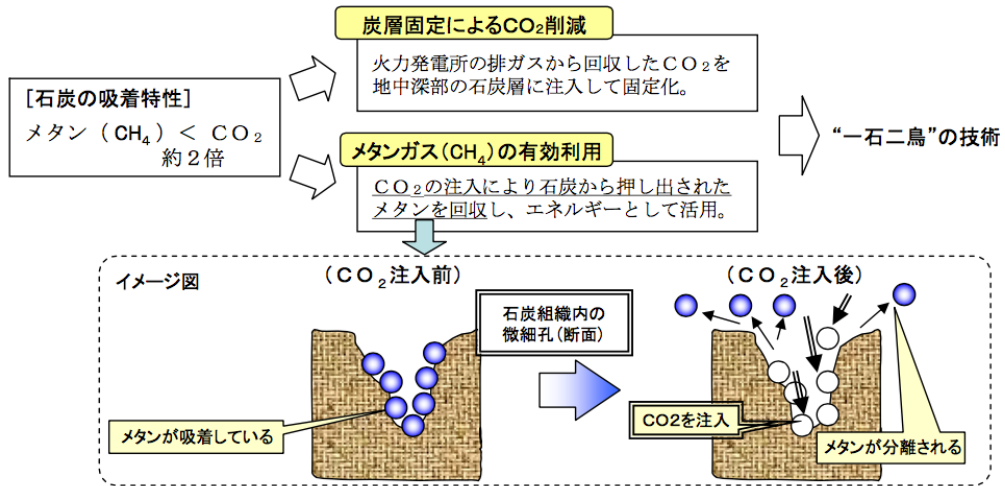 炭層固定によるCO₂削減
火力発電所の排ガスから回収したＣＯ２を
地中深部の石炭層に注入して固定化。
［石炭の吸着特性］
メタン（CH₄）＜ ＣＯ２
約２倍
メタンガス（CH₄）の有効利用
ＣＯ２の注入により石炭から押し出された
メタンを回収し、エネルギーとして活用。
“一石二鳥”の技術
イメージ図
（ＣＯ２注入前）
（ＣＯ２注入後）
石炭組織内の
微細孔（断面）
メタンが吸着している
CO2を注入
メタンが分離される